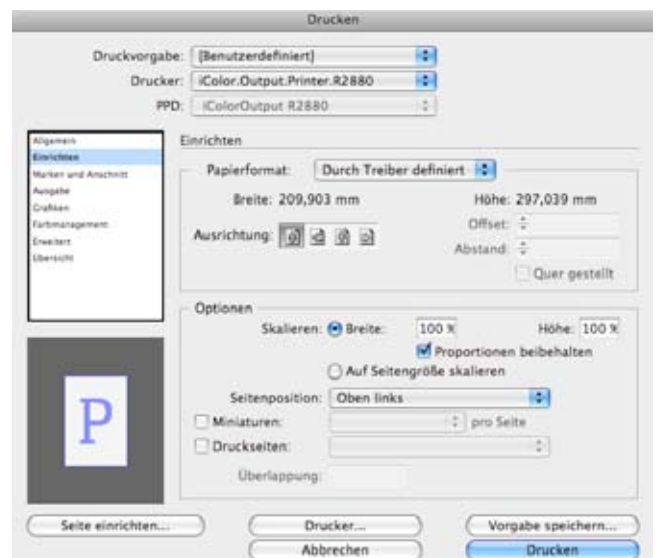 Drucken
Druckvorgabe: [Benutzerdefiniert]
Drucker: iColor.Output.Printer.R2880
PPD: iColorOutput R2880
Allgemein
Einrichten
Marken und Anschnitt
Ausgabe
Grafiken
Farbmanagement
Erweitert
Übersicht
Einrichten
Papierformat: Durch Treiber definiert
Breite: 209,903 mm Höhe: 297,039 mm
Ausrichtung: Offset:
Abstand:
Quer gestellt
Optionen
Skalieren: Breite: 100 % Höhe: 100 %
Proportionen beibehalten
Auf Seitengröße skalieren
Seitenposition: Oben links
Miniaturen: pro Seite
Druckseiten:
Überlappung:
P
Seite einrichten... Drucker... Vorgabe speichern...
Abbrechen Drucken